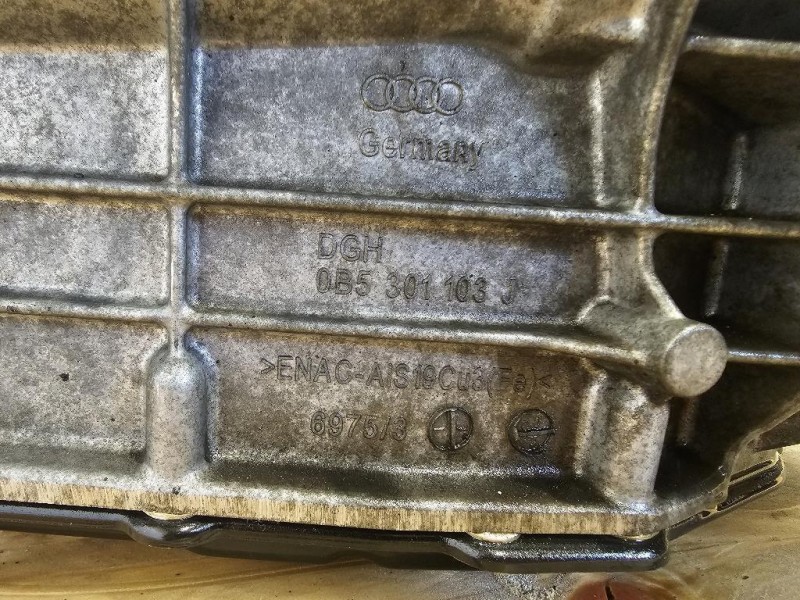 Germany
DGH
0B5 301 103 J
>ENAC-AlSi9Cu3(Fe)<
6975/3